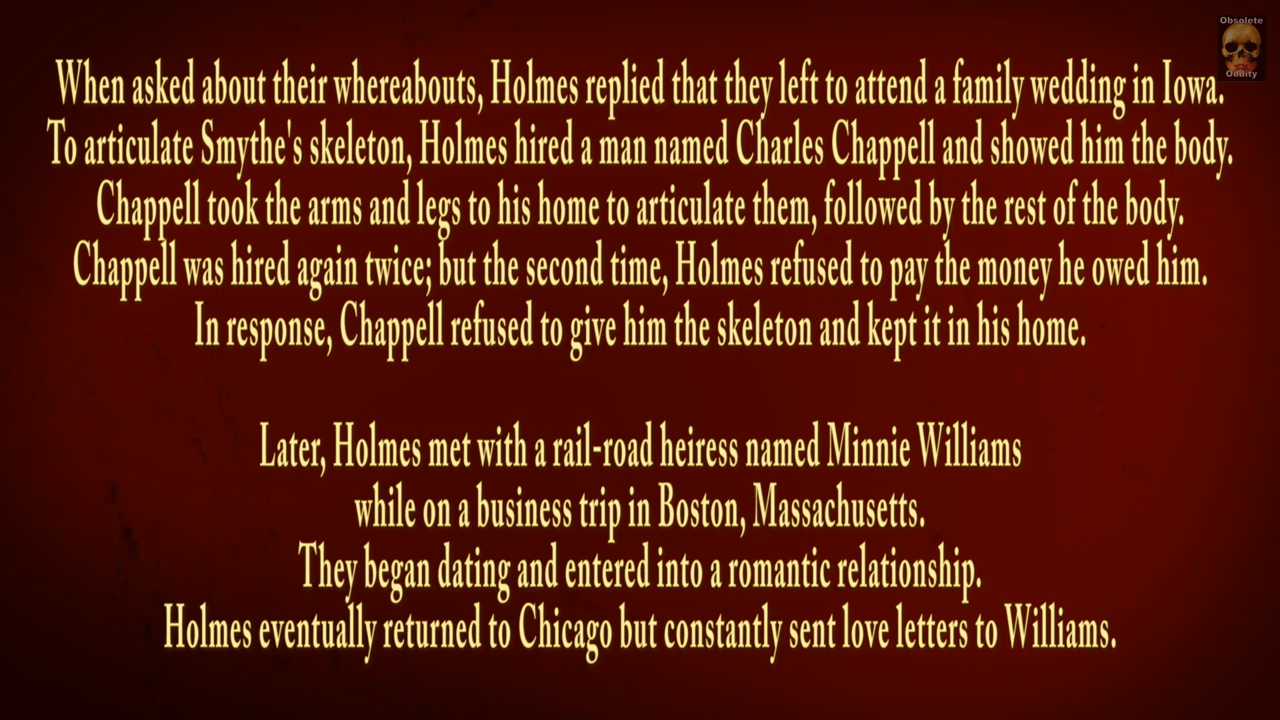 Obsolete
Oddity
When asked about their whereabouts, Holmes replied that they left to attend a family wedding in Iowa.
To articulate Smythe's skeleton, Holmes hired a man named Charles Chappell and showed him the body.
Chappell took the arms and legs to his home to articulate them, followed by the rest of the body.
Chappell was hired again twice; but the second time, Holmes refused to pay the money he owed him.
In response, Chappell refused to give him the skeleton and kept it in his home.
Later, Holmes met with a rail-road heiress named Minnie Williams
while on a business trip in Boston, Massachusetts.
They began dating and entered into a romantic relationship.
Holmes eventually returned to Chicago but constantly sent love letters to Williams.